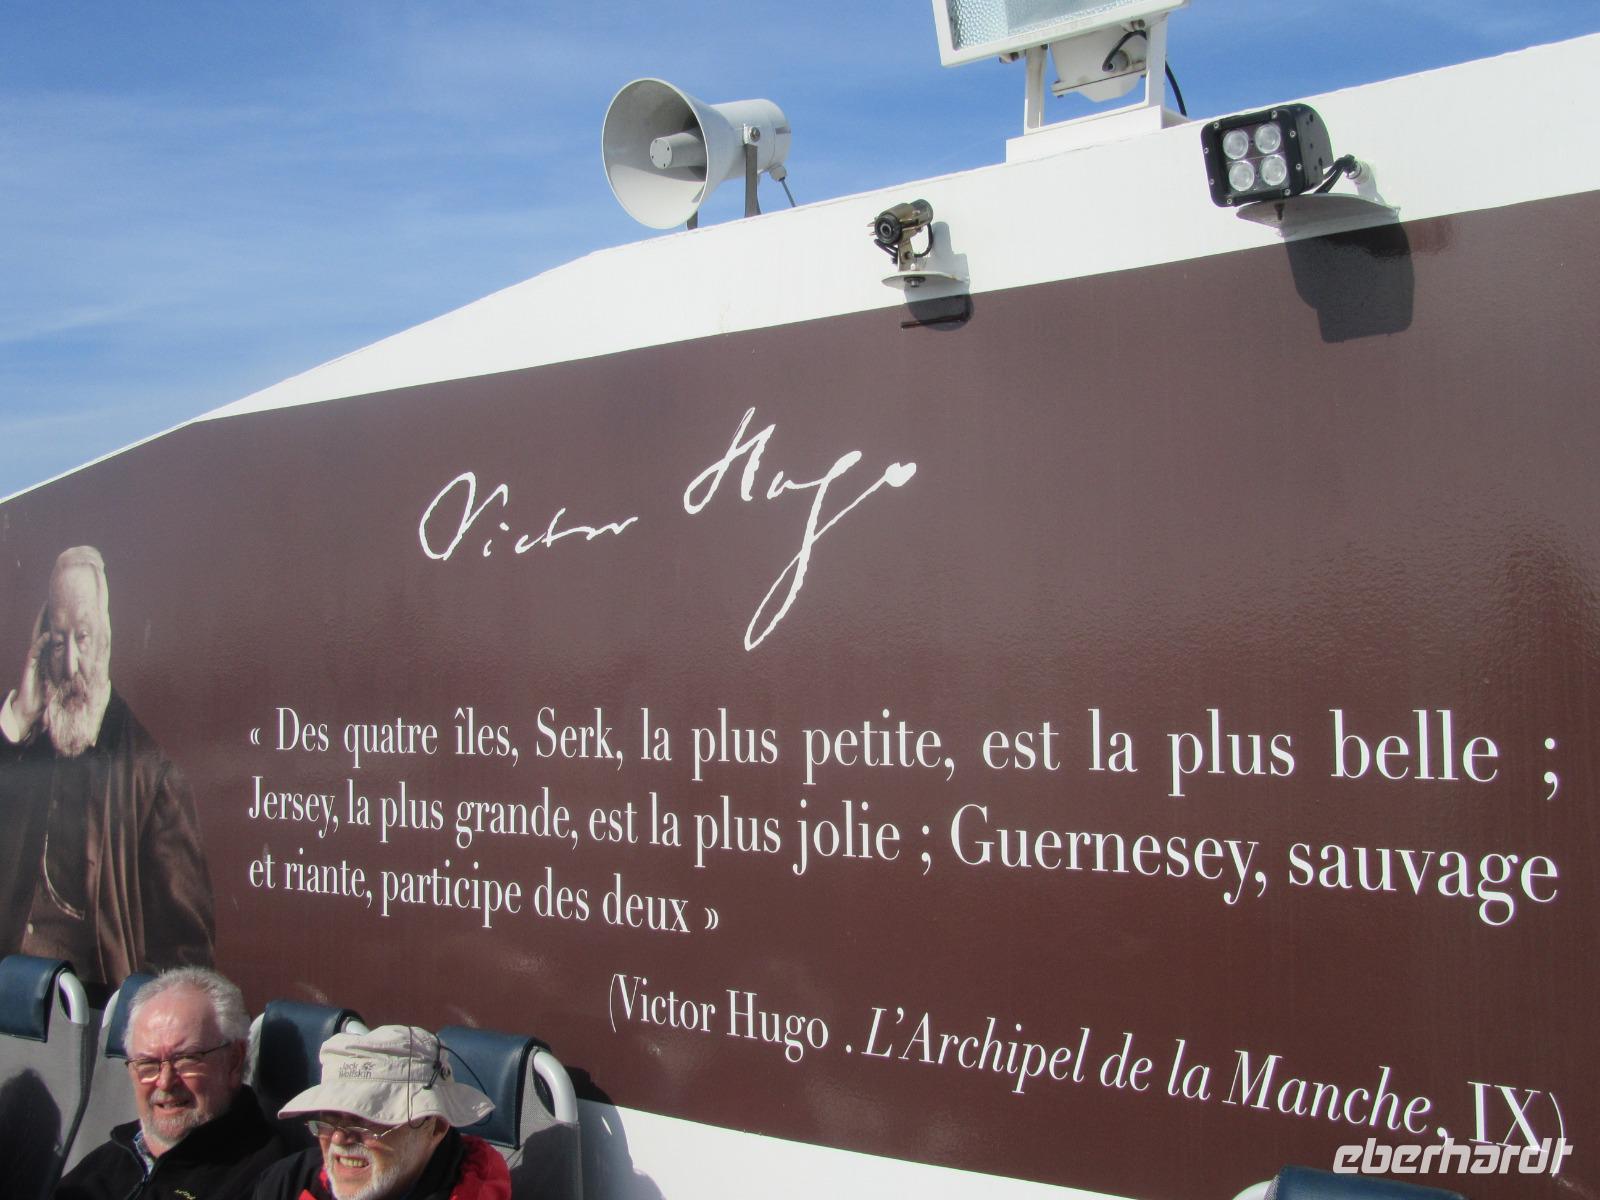 Victor Hugo
« Des quatre îles, Serk, la plus petite, est la plus belle ;
Jersey, la plus grande, est la plus jolie ; Guernesey, sauvage
et riante, participe des deux »
(Victor Hugo . L'Archipel de la Manche, IX)
Jack
Wolfskin
eberhardt